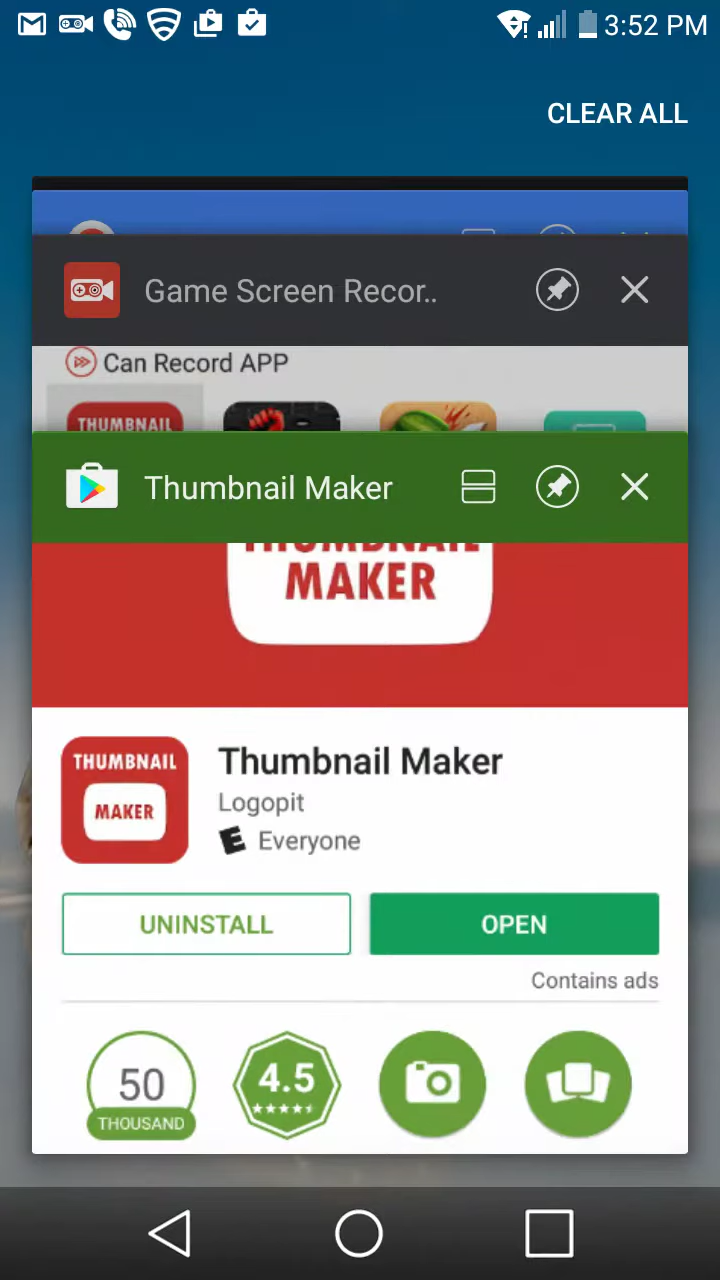 3:52 PM
CLEAR ALL
Game Screen Recor..
Can Record APP
THUMBNAIL
Thumbnail Maker
THUMBNAIL
MAKER
THUMBNAIL
MAKER
Thumbnail Maker
Logopit
E Everyone
UNINSTALL
OPEN
Contains ads
50
THOUSAND
4.5